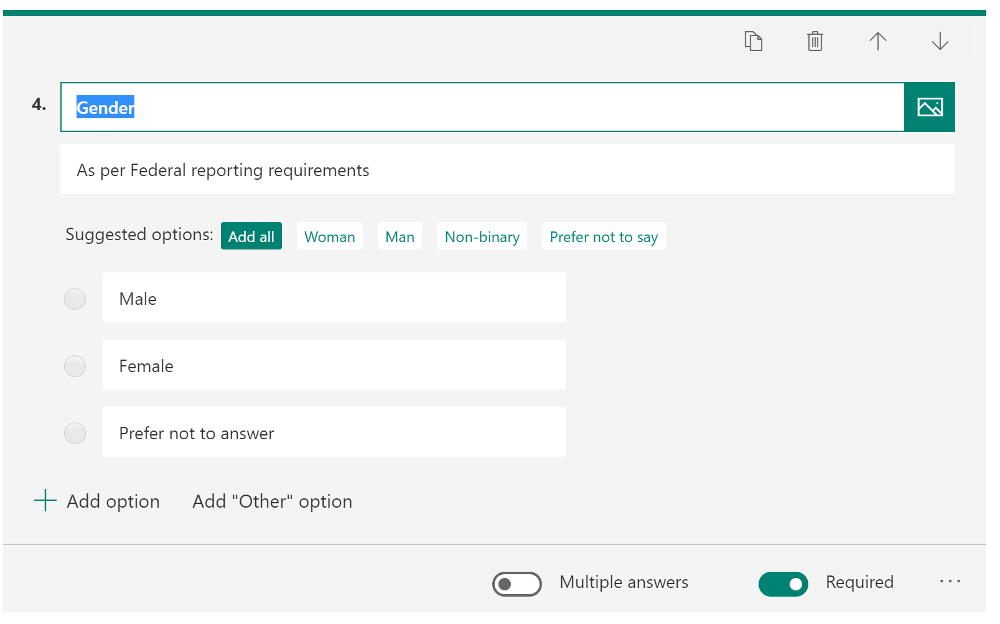 4. Gender
As per Federal reporting requirements
Suggested options: Add all Woman Man Non-binary Prefer not to say
Male
Female
Prefer not to answer
Add option Add "Other" option
Multiple answers Required